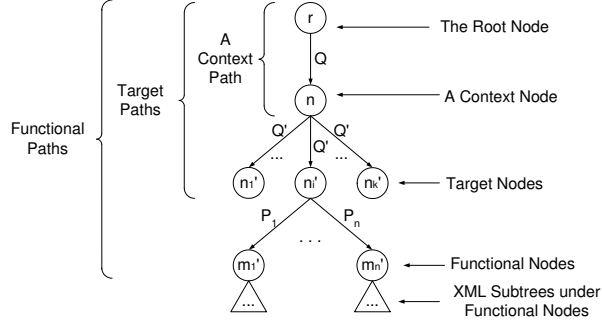 r
The Root Node
A
Context
Path
Q
Target
Paths
n
A Context Node
Functional
Paths
Q'
Q'
Q'
...
...
n1'
ni'
nk'
Target Nodes
P1
Pn
...
m1'
mn'
Functional Nodes
...
...
XML Subtrees under
Functional Nodes